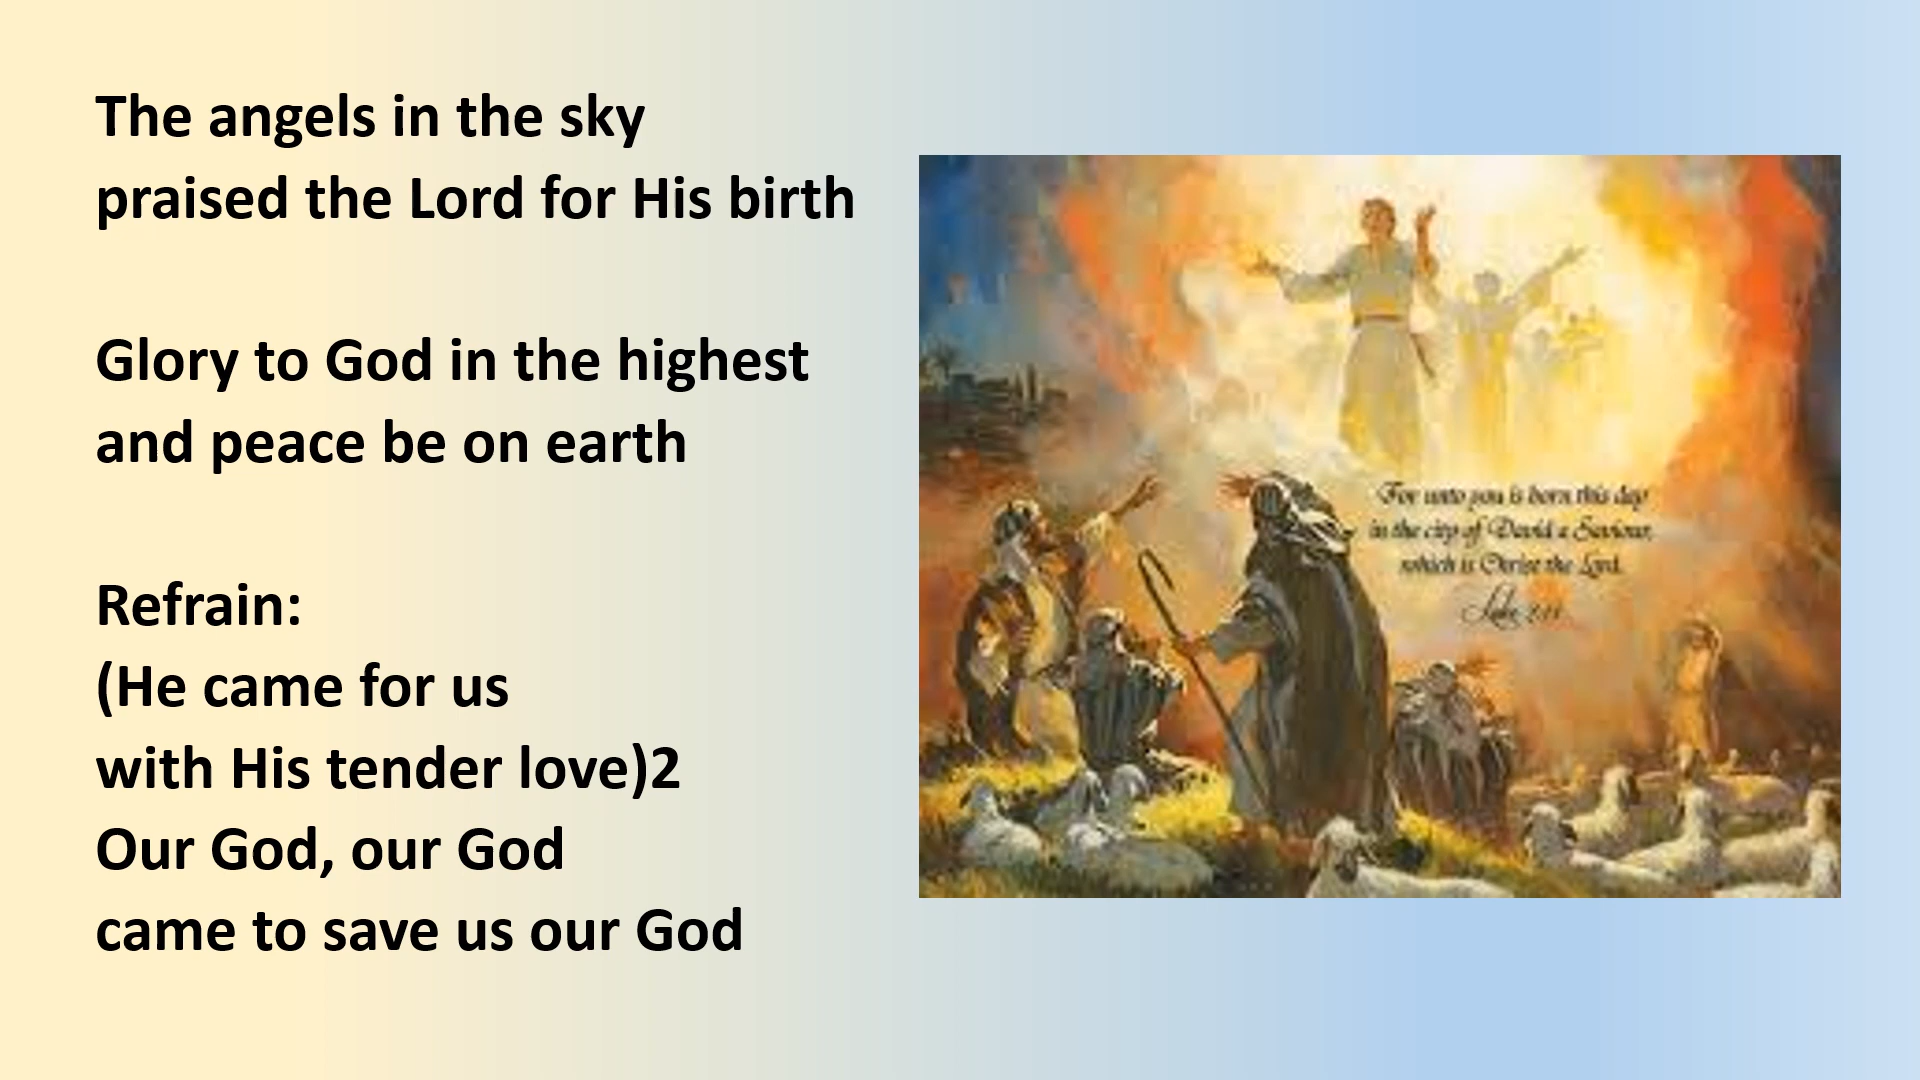 The angels in the sky
praised the Lord for His birth
Glory to God in the highest
and peace be on earth
Refrain:
(He came for us
with His tender love)2
Our God, our God
came to save us our God
For unto you is born this day
in the city of David a Saviour,
which is Christ the Lord.
Luke 2:11